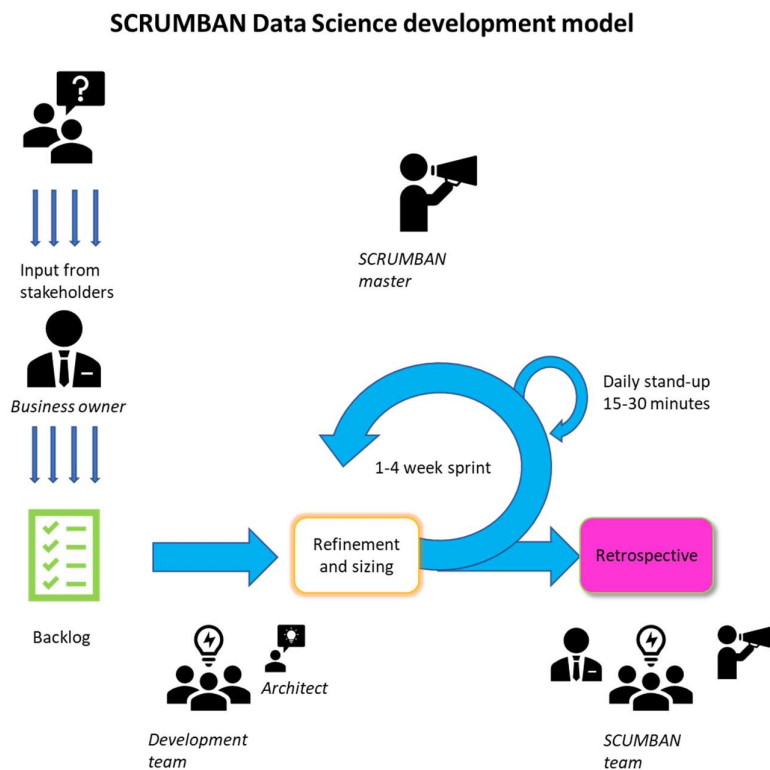 SCRUMBAN Data Science development model
?
Input from
stakeholders
SCRUMBAN
master
Business owner
Daily stand-up
15-30 minutes
1-4 week sprint
Refinement
and sizing
Retrospective
Backlog
Architect
Development
team
SCUMBAN
team